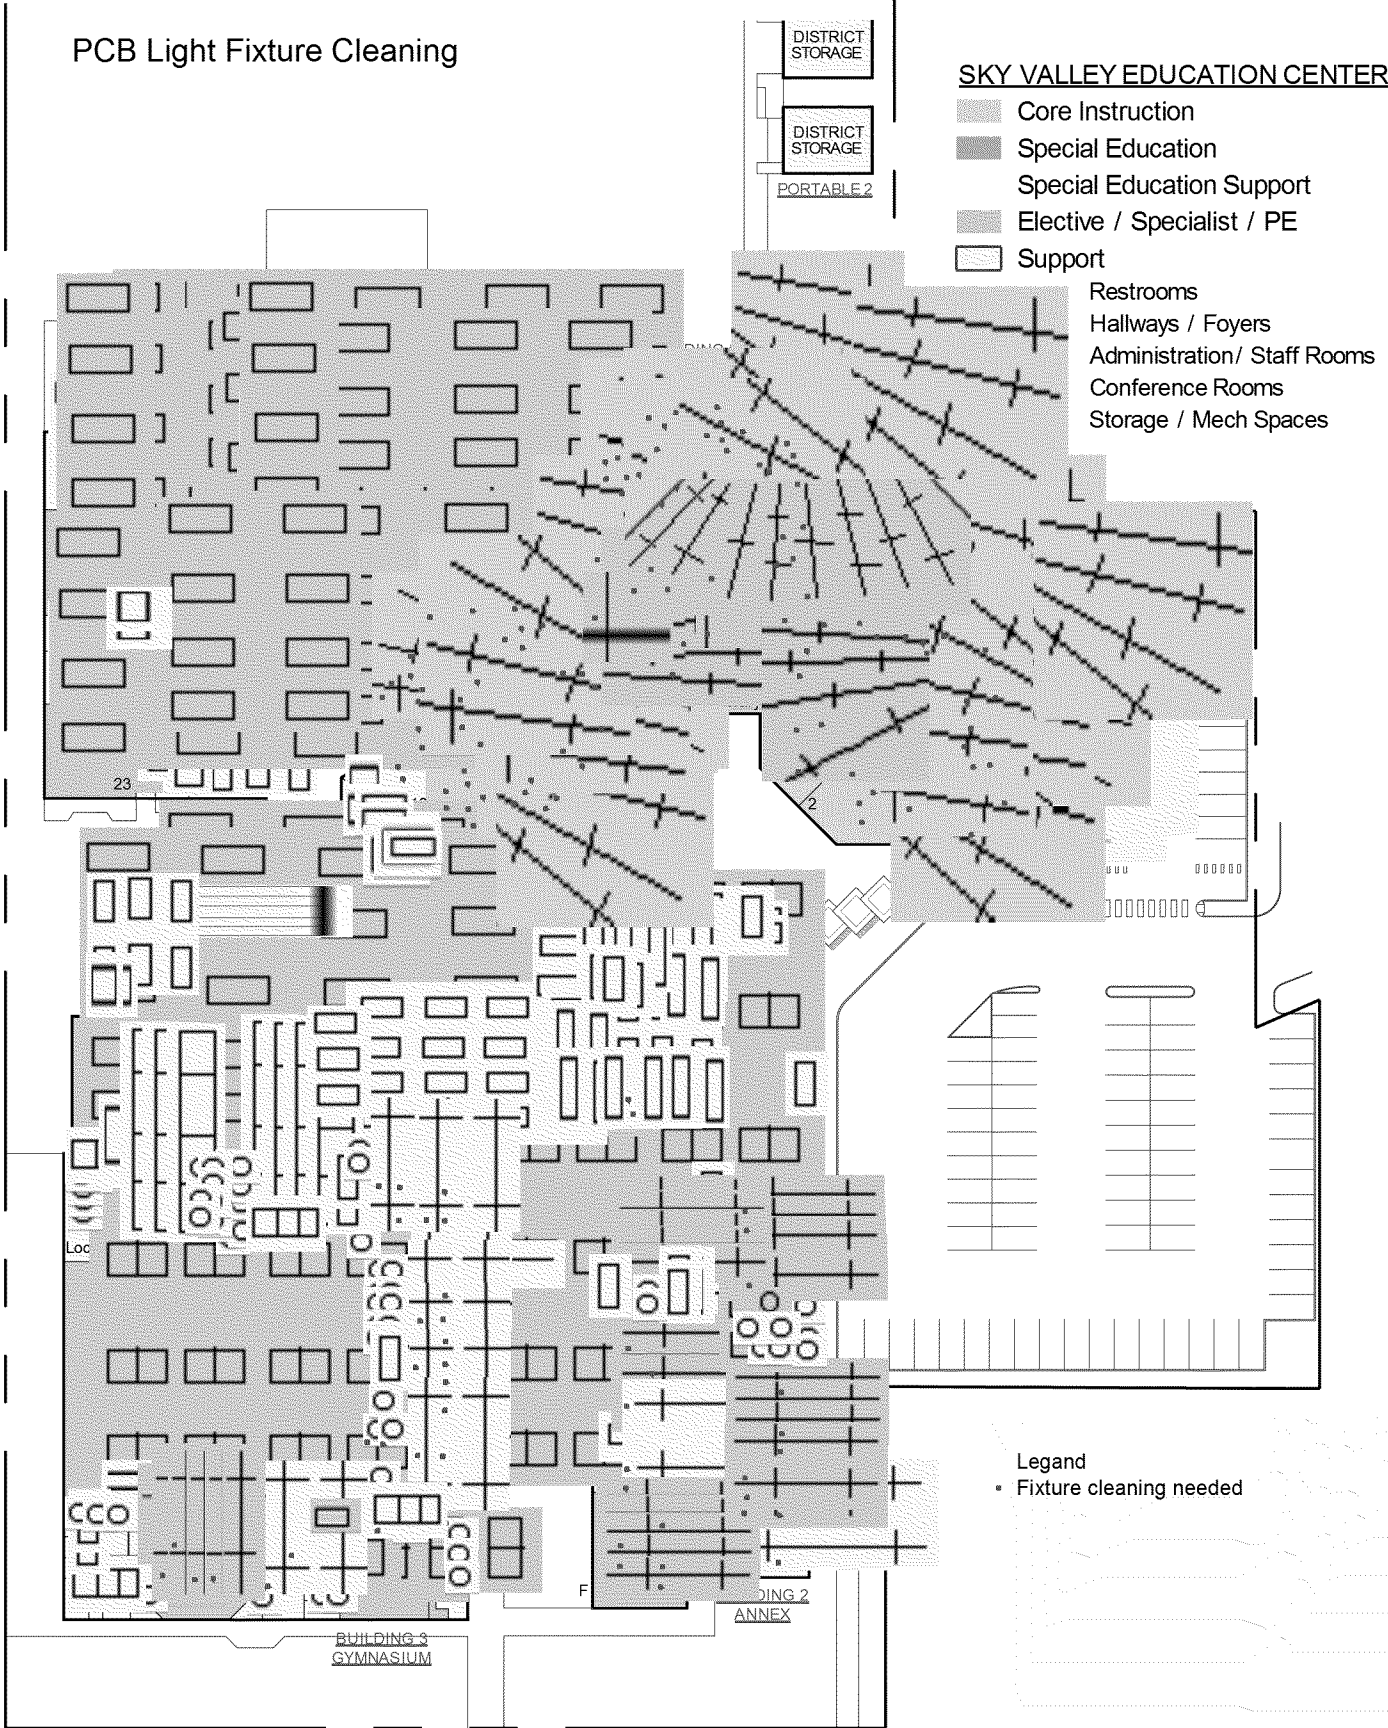 PCB Light Fixture Cleaning
DISTRICT
STORAGE
DISTRICT
STORAGE
PORTABLE 2
SKY VALLEY EDUCATION CENTER
Core Instruction
Special Education
Special Education Support
Elective / Specialist / PE
Support
Restrooms
Hallways / Foyers
Administration / Staff Rooms
Conference Rooms
Storage / Mech Spaces
23
2
Loc
Legand
Fixture cleaning needed
F
DING 2
ANNEX
BUILDING 3
GYMNASIUM